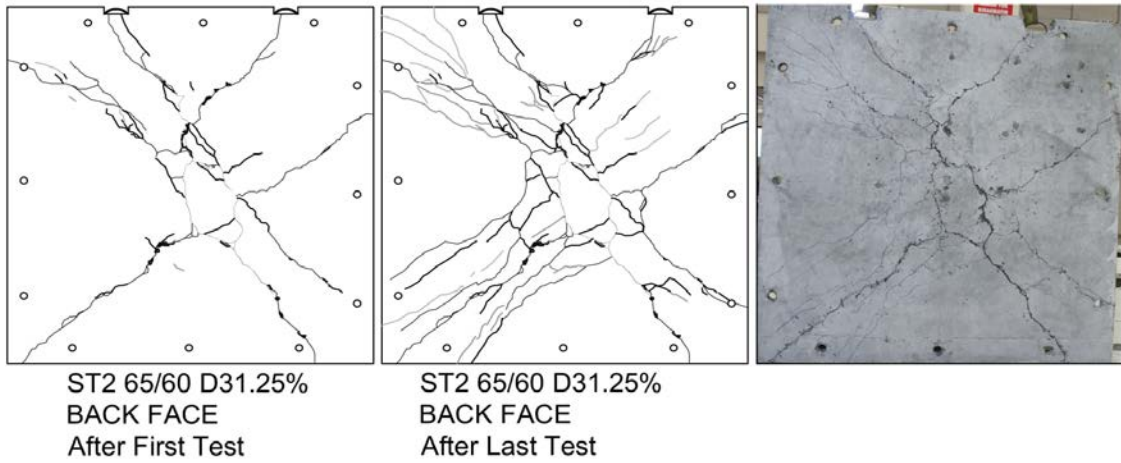 ST2 65/60 D31.25%
BACK FACE
After First Test
ST2 65/60 D31.25%
BACK FACE
After Last Test